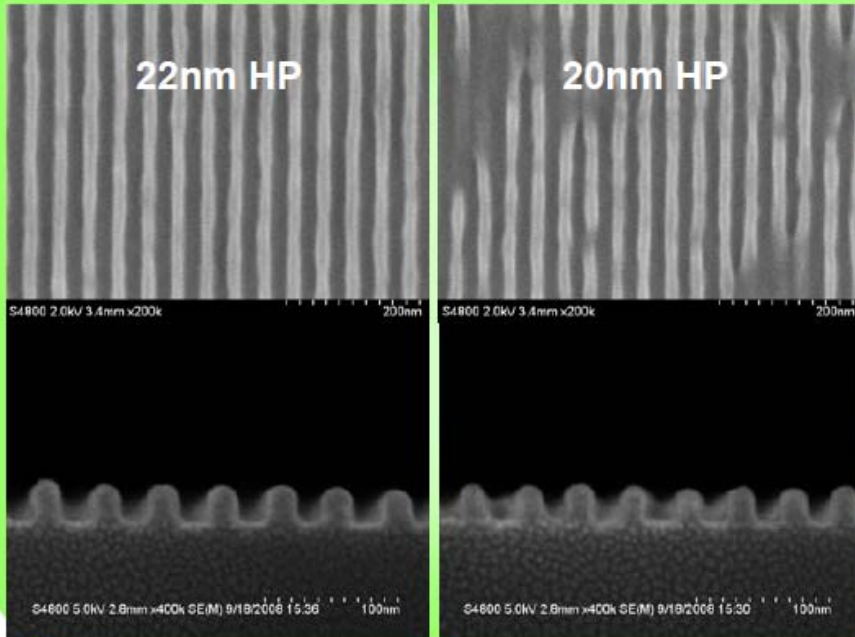 22nm HP
20nm HP
S4800 2.0kV 3.4mm x200k
200nm
S4800 2.0kV 3.4mm x200k
200nm
S4800 5.0kV 2.8mm x400k SE(M) 9/18/2008 15:36
100nm
S4800 5.0kV 2.8mm x400k SE(M) 9/18/2008 15:30
100nm